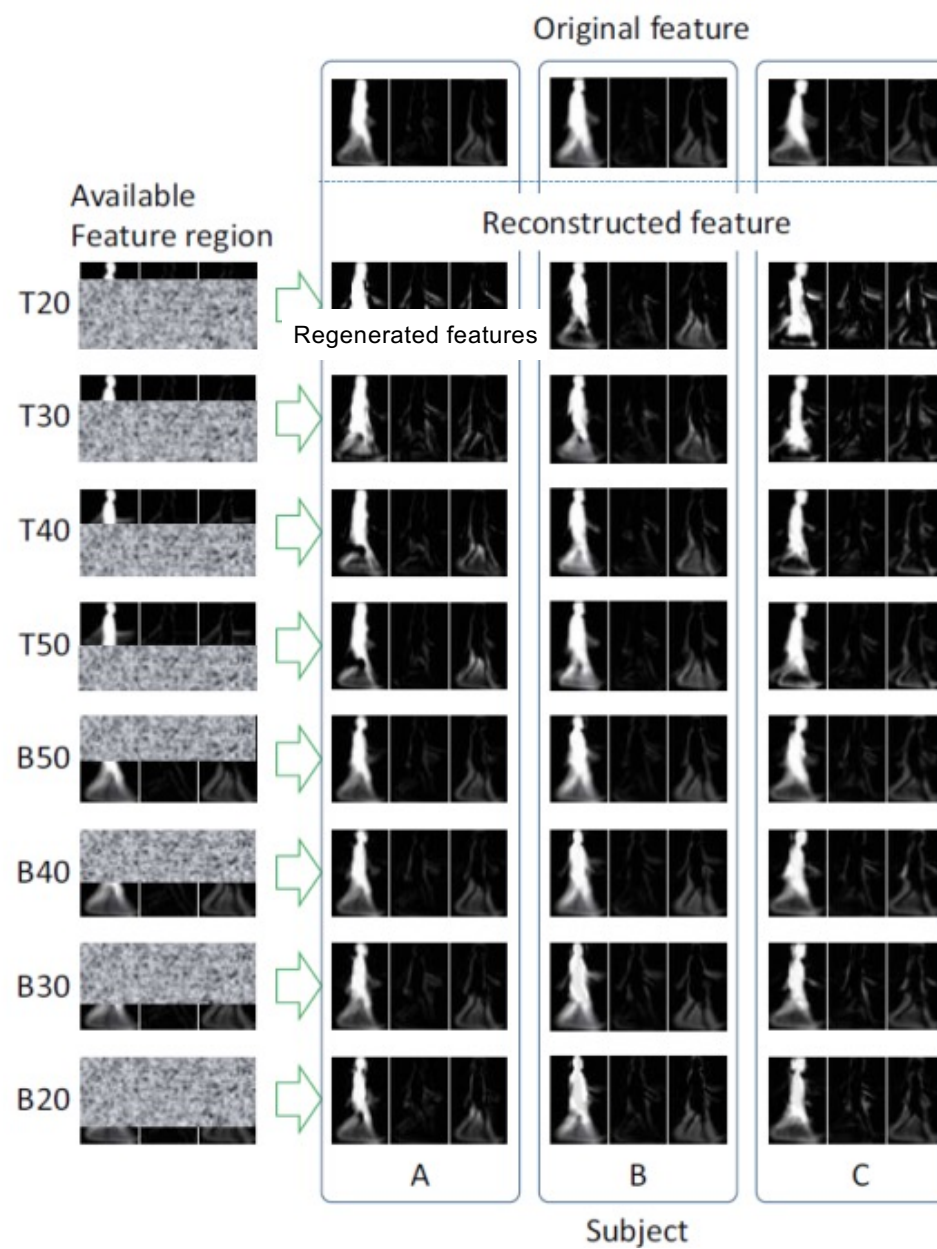 Original feature
Available
Feature region
Reconstructed feature
T20
Regenerated features
T30
T40
T50
B50
B40
B30
B20
A
B
C
Subject